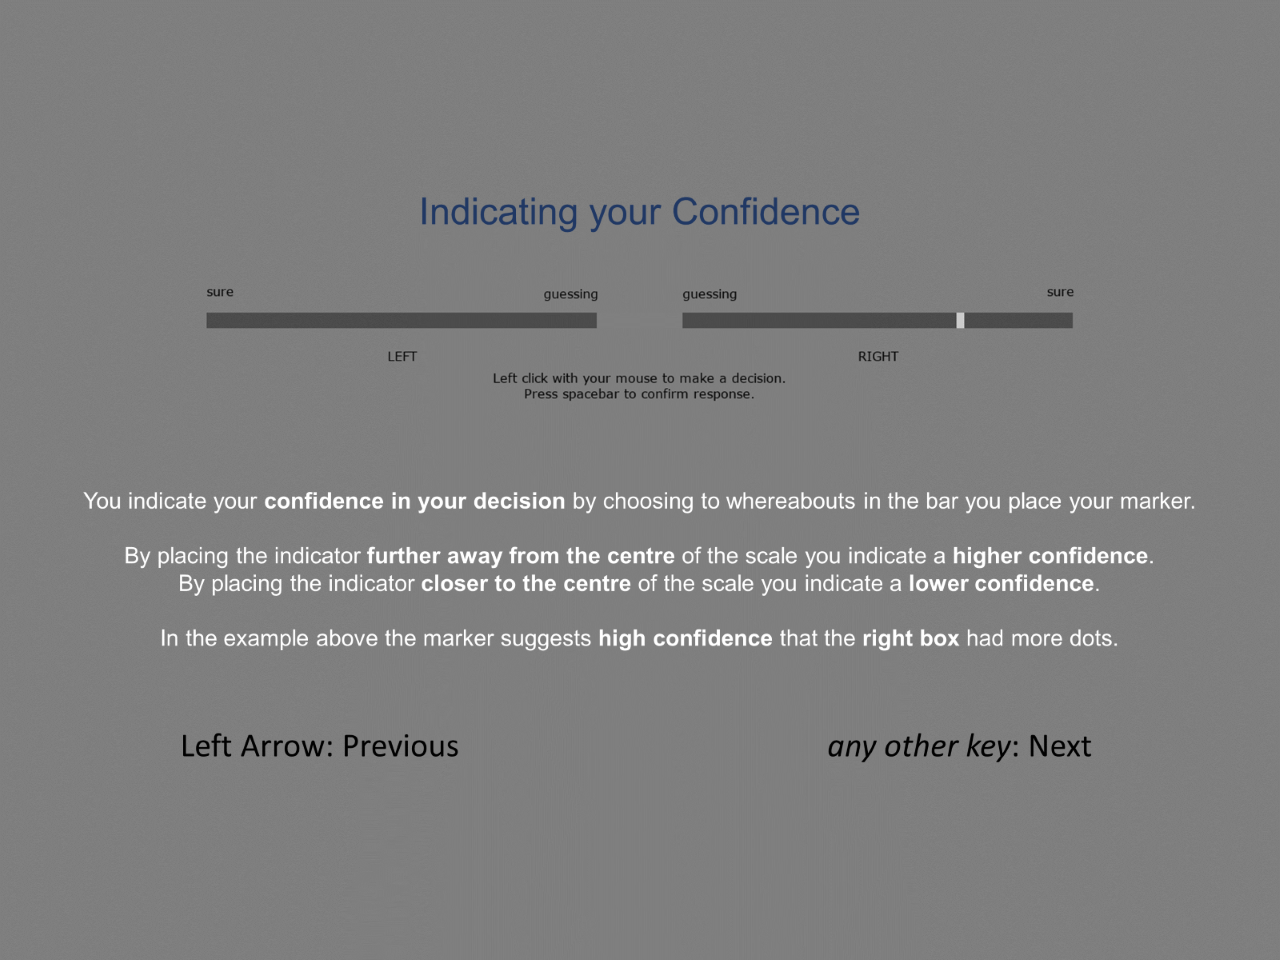 Indicating your Confidence
sure guessing guessing sure
LEFT RIGHT
Left click with your mouse to make a decision.
Press spacebar to confirm response.
You indicate your confidence in your decision by choosing to whereabouts in the bar you place your marker.
By placing the indicator further away from the centre of the scale you indicate a higher confidence.
By placing the indicator closer to the centre of the scale you indicate a lower confidence.
In the example above the marker suggests high confidence that the right box had more dots.
Left Arrow: Previous any other key: Next